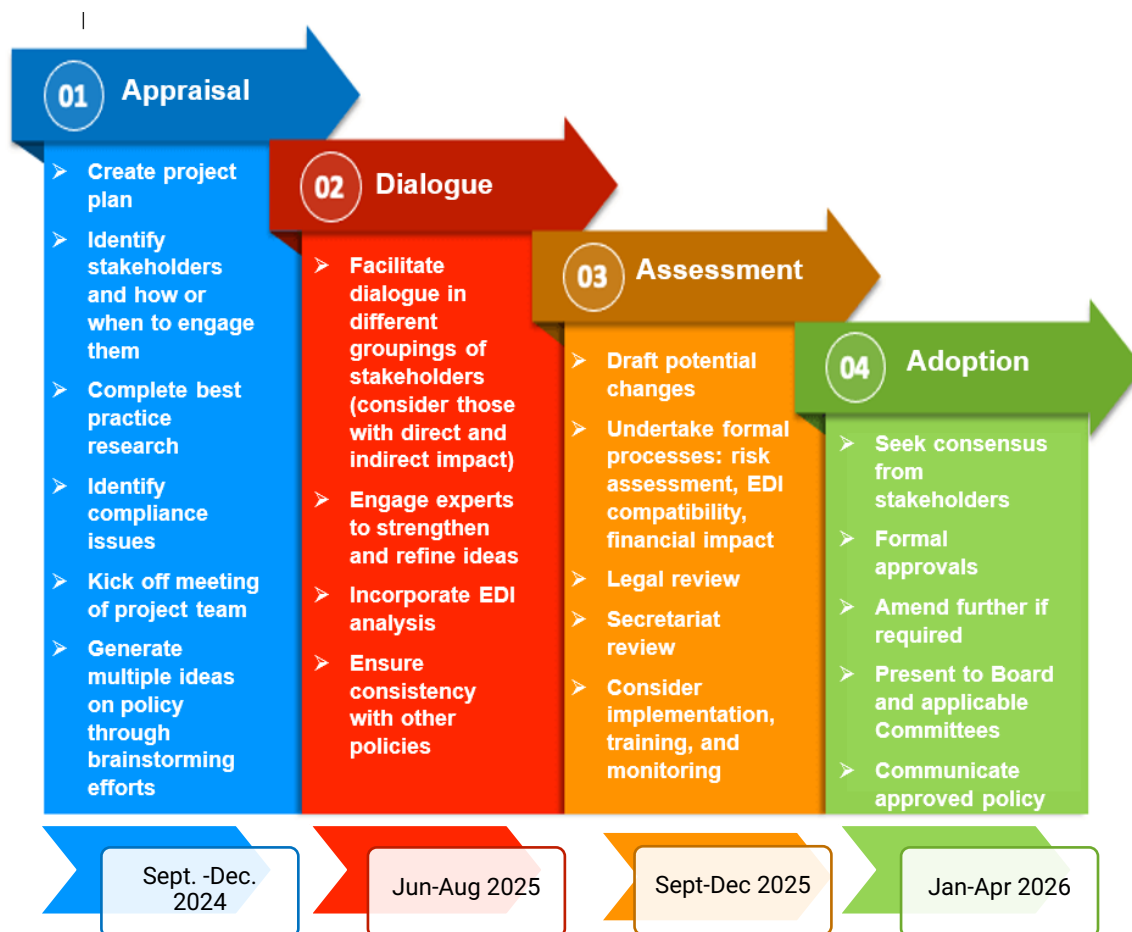 01 Appraisal
➢ Create project
plan
➢ Identify
stakeholders
and how or
when to engage
them
➢ Complete best
practice
research
➢ Identify
compliance
issues
➢ Kick off meeting
of project team
➢ Generate
multiple ideas
on policy
through
brainstorming
efforts
Sept. -Dec.
2024
02 Dialogue
➢ Facilitate
dialogue in
different
groupings of
stakeholders
(consider those
with direct and
indirect impact)
➢ Engage experts
to strengthen
and refine ideas
➢ Incorporate EDI
analysis
➢ Ensure
consistency
with other
policies
Jun-Aug 2025
03 Assessment
➢ Draft potential
changes
➢ Undertake formal
processes: risk
assessment, EDI
compatibility,
financial impact
➢ Legal review
➢ Secretariat
review
➢ Consider
implementation,
training, and
monitoring
Sept-Dec 2025
04 Adoption
➢ Seek consensus
from
stakeholders
➢ Formal
approvals
➢ Amend further if
required
➢ Present to Board
and applicable
Committees
➢ Communicate
approved policy
Jan-Apr 2026